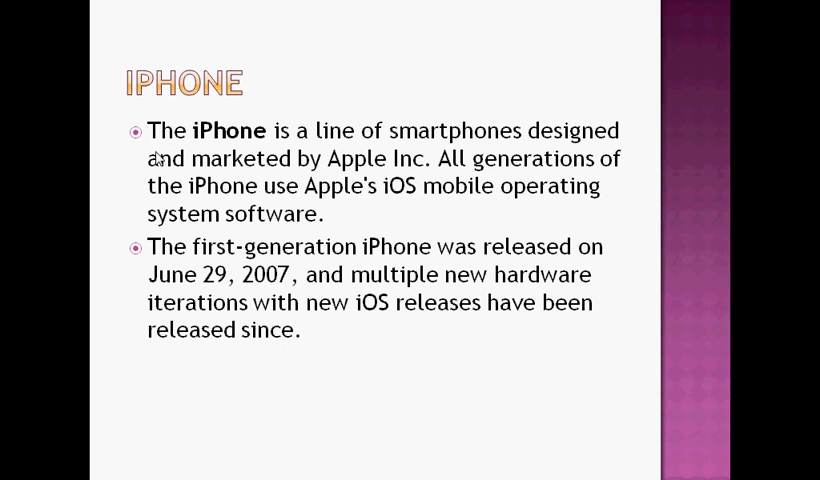 IPHONE
The iPhone is a line of smartphones designed
and marketed by Apple Inc. All generations of
the iPhone use Apple's iOS mobile operating
system software.
The first-generation iPhone was released on
June 29, 2007, and multiple new hardware
iterations with new iOS releases have been
released since.